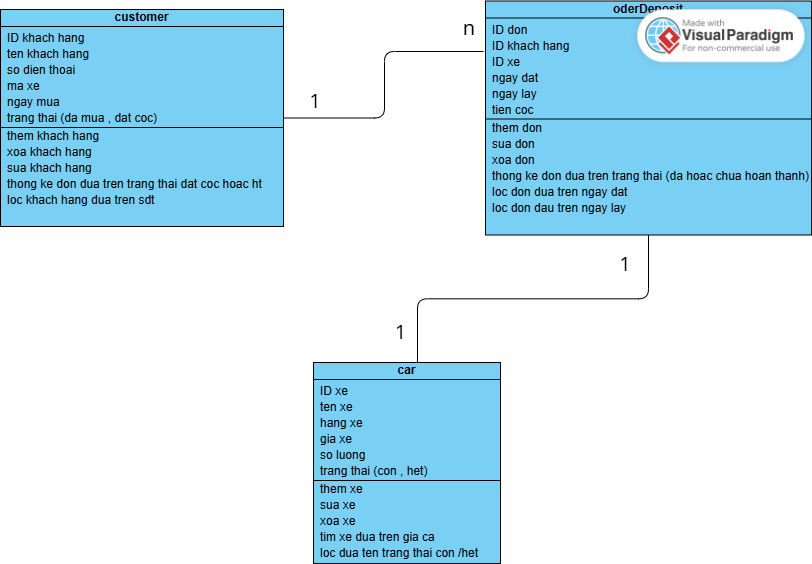 customer
ID khach hang
ten khach hang
so dien thoai
ma xe
ngay mua
trang thai (da mua , dat coc)
them khach hang
xoa khach hang
sua khach hang
thong ke don dua tren trang thai dat coc hoac ht
loc khach hang dua tren sdt
1
n
oderDeposit
ID don
ID khach hang
ID xe
ngay dat
ngay lay
tien coc
them don
sua don
xoa don
thong ke don dua tren trang thai (da hoac chua hoan thanh)
loc don dua tren ngay dat
loc don dau tren ngay lay
Made with
Visual Paradigm
For non-commercial use
1
1
car
ID xe
ten xe
hang xe
gia xe
so luong
trang thai (con , het)
them xe
sua xe
xoa xe
tim xe dua tren gia ca
loc dua ten trang thai con /het